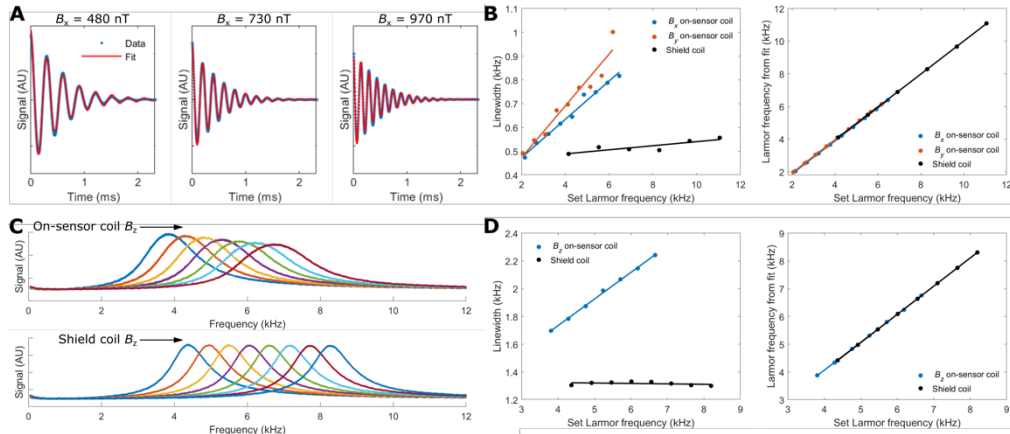 A
Bx = 480 nT
Bx = 730 nT
Bx = 970 nT
Signal (AU)
Data
Fit
Signal (AU)
Signal (AU)
0 1 2
0 1 2
0 1 2
Time (ms)
Time (ms)
Time (ms)
B
Linewidth (kHz)
1.0
0.9
0.8
0.7
0.6
0.5
0.4
Bx on-sensor coil
By on-sensor coil
Shield coil
2 4 6 8 10 12
Set Larmor frequency (kHz)
Larmor frequency from fit (kHz)
12
10
8
6
4
2
Bx on-sensor coil
By on-sensor coil
Shield coil
2 4 6 8 10 12
Set Larmor frequency (kHz)
C
On-sensor coil Bz
Signal (AU)
0 2 4 6 8 10 12
Frequency (kHz)
Shield coil Bz
Signal (AU)
0 2 4 6 8 10 12
Frequency (kHz)
D
Linewidth (kHz)
2.4
2.2
2
1.8
1.6
1.4
1.2
Bz on-sensor coil
Shield coil
3 4 5 6 7 8 9
Set Larmor frequency (kHz)
Larmor frequency from fit (kHz)
9
8
7
6
5
4
3
Bz on-sensor coil
Shield coil
3 4 5 6 7 8 9
Set Larmor frequency (kHz)